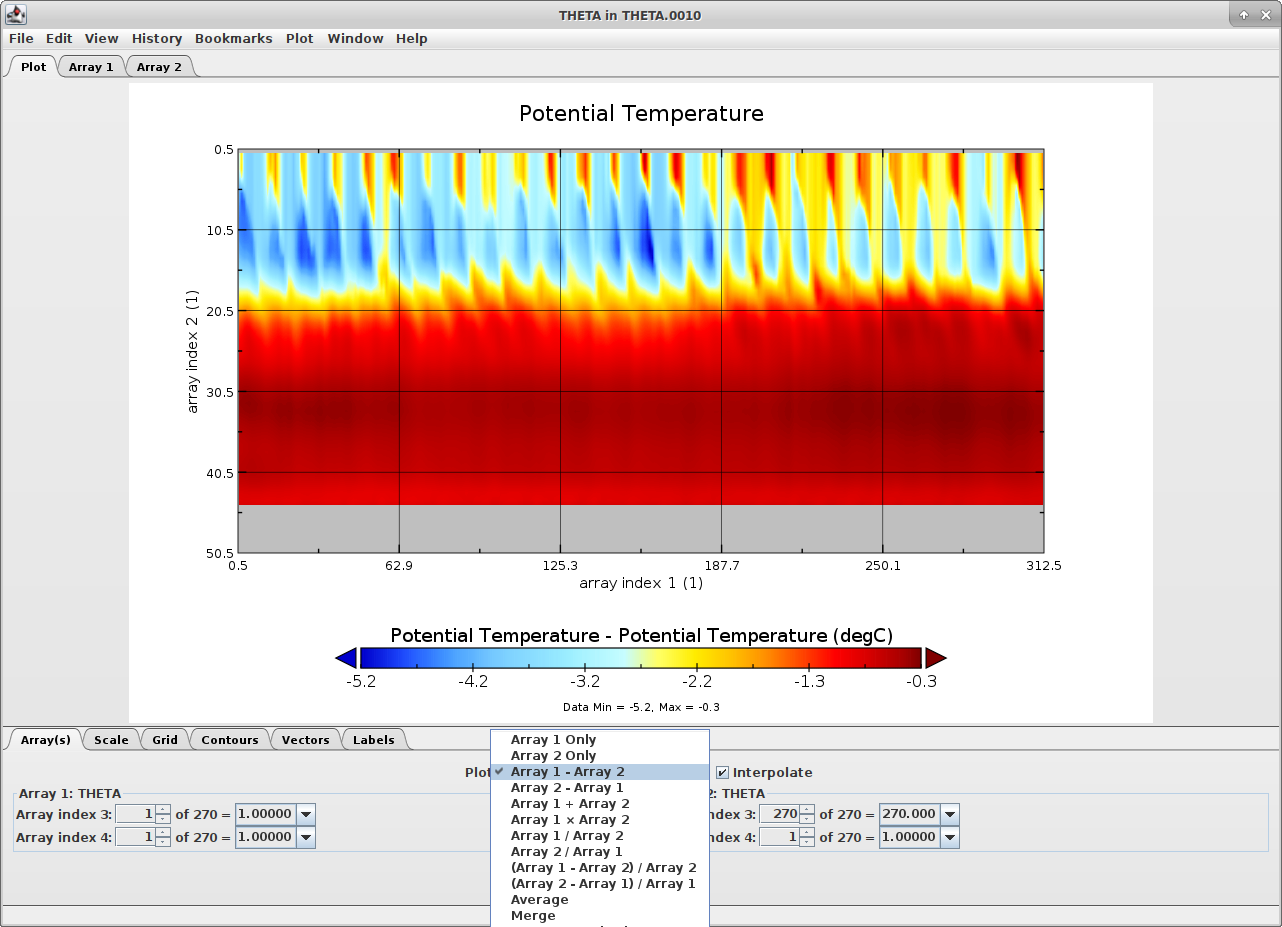 THETA in THETA.0010
File Edit View History Bookmarks Plot Window Help
Plot Array 1 Array 2
Potential Temperature
0.5
10.5
20.5
30.5
40.5
50.5
array index 2 (1)
0.5 62.9 125.3 187.7 250.1 312.5
array index 1 (1)
Potential Temperature - Potential Temperature (degC)
-5.2 -4.2 -3.2 -2.2 -1.3 -0.3
Data Min = -5.2, Max = -0.3
Array(s) Scale Grid Contours Vectors Labels
Plot
Array 1 Only
Array 2 Only
Array 1 - Array 2
Array 2 - Array 1
Array 1 + Array 2
Array 1 × Array 2
Array 1 / Array 2
Array 2 / Array 1
(Array 1 - Array 2) / Array 2
(Array 2 - Array 1) / Array 1
Average
Merge
Interpolate
Array 1: THETA
Array index 3: 1 of 270 = 1.00000
Array index 4: 1 of 270 = 1.00000
2: THETA
ndex 3: 270 of 270 = 270.000
ndex 4: 1 of 270 = 1.00000